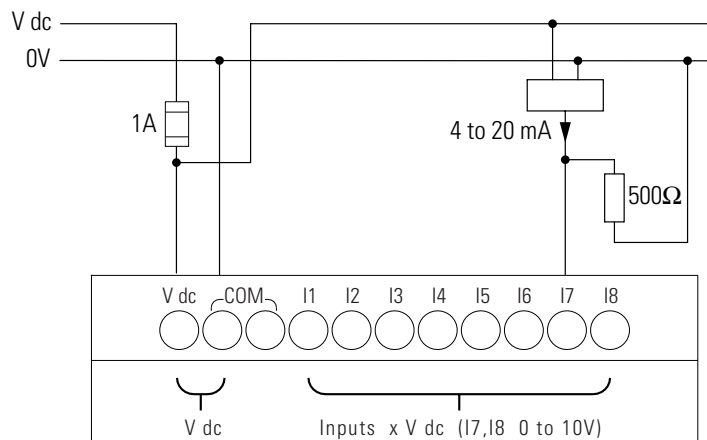 V dc
0V
1A
4 to 20 mA
500Ω
V dc COM I1 I2 I3 I4 I5 I6 I7 I8
V dc Inputs x V dc (I7,I8 0 to 10V)